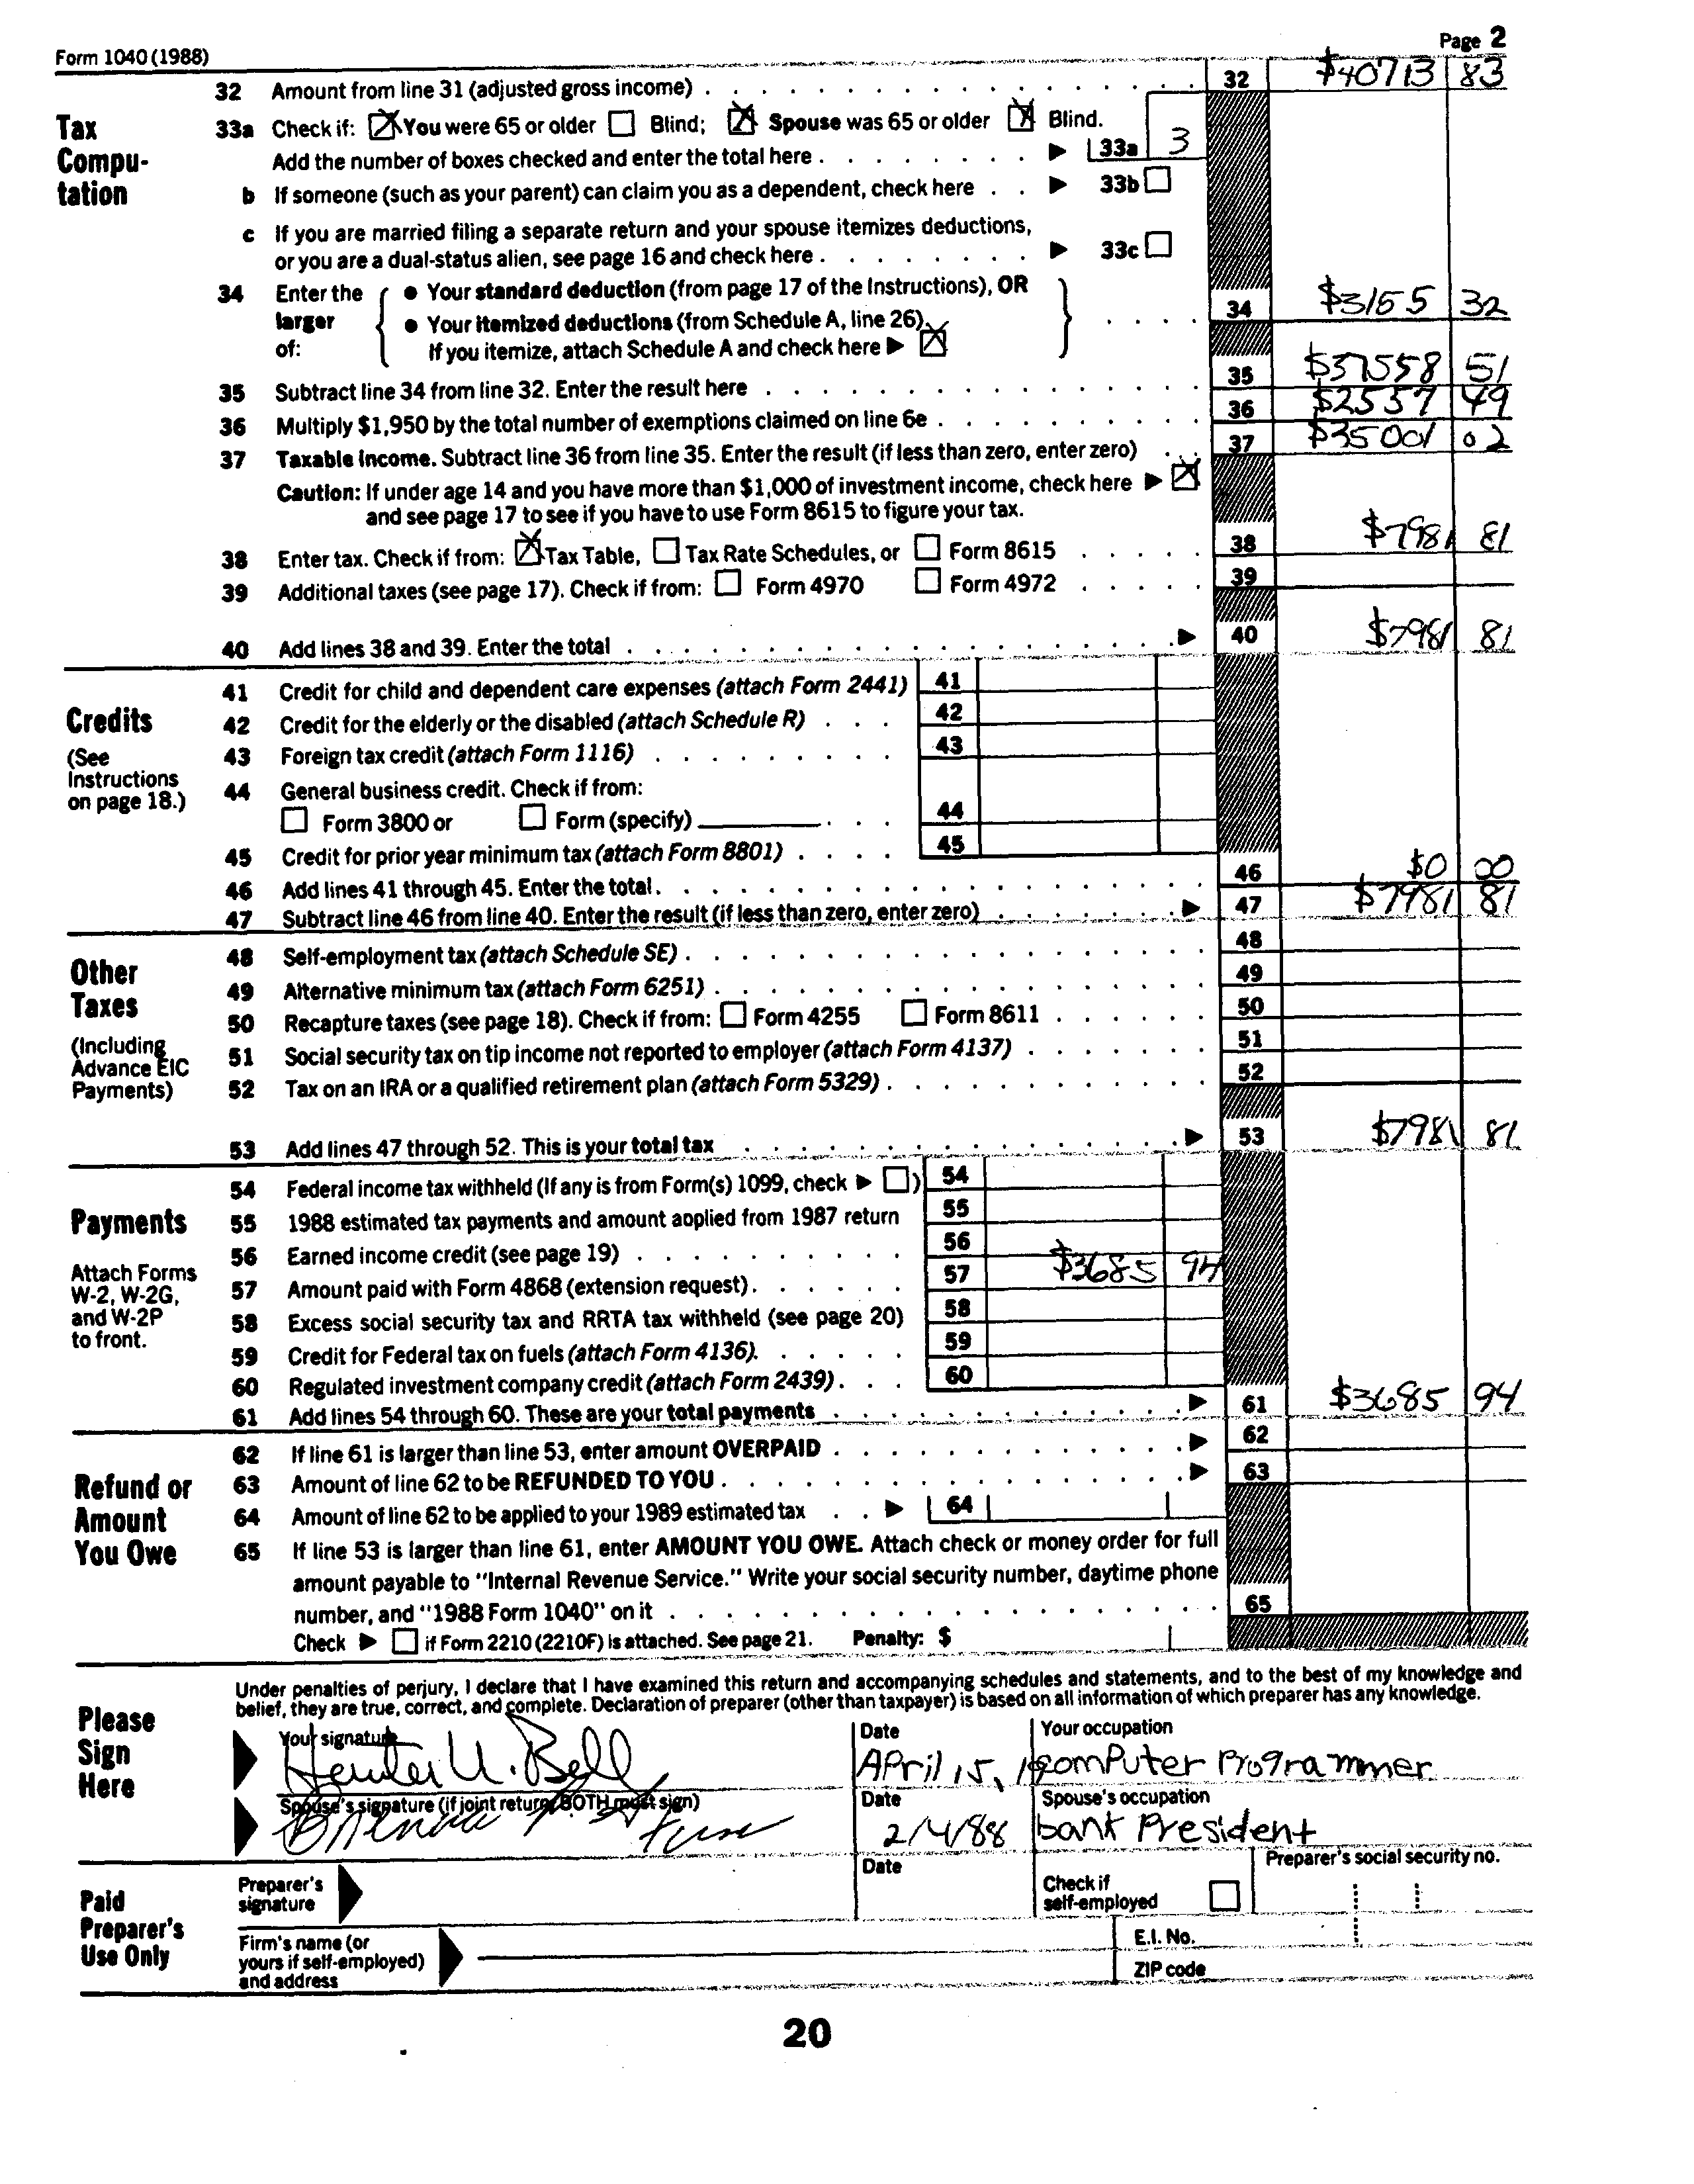 Form 1040 (1988)
Page 2
Tax Compu-tation
32 Amount from line 31 (adjusted gross income) . . . 32 $40713 83
33a Check if: You were 65 or older Blind; Spouse was 65 or older Blind.
Add the number of boxes checked and enter the total here . . . 33a 3
b If someone (such as your parent) can claim you as a dependent, check here . . 33b
c If you are married filing a separate return and your spouse itemizes deductions,
or you are a dual-status alien, see page 16 and check here . . . 33c
34 Enter the larger of: • Your standard deduction (from page 17 of the Instructions), OR
• Your itemized deductions (from Schedule A, line 26).
If you itemize, attach Schedule A and check here . . . 34 $3155 32
35 Subtract line 34 from line 32. Enter the result here . . . 35 $37558 51
36 Multiply $1,950 by the total number of exemptions claimed on line 6e . . . 36 $2557 49
37 Taxable income. Subtract line 36 from line 35. Enter the result (if less than zero, enter zero) . . . 37 $35001 02
Caution: If under age 14 and you have more than $1,000 of investment income, check here
and see page 17 to see if you have to use Form 8615 to figure your tax.
38 Enter tax. Check if from: Tax Table, Tax Rate Schedules, or Form 8615 . . . 38 $7981 81
39 Additional taxes (see page 17). Check if from: Form 4970 Form 4972 . . . 39
40 Add lines 38 and 39. Enter the total . . . 40 $7981 81
Credits
(See Instructions on page 18.)
41 Credit for child and dependent care expenses (attach Form 2441) 41
42 Credit for the elderly or the disabled (attach Schedule R) . . . 42
43 Foreign tax credit (attach Form 1116) . . . 43
44 General business credit. Check if from:
Form 3800 or Form (specify) . . . 44
45 Credit for prior year minimum tax (attach Form 8801) . . . 45
46 Add lines 41 through 45. Enter the total . . . 46 $0 00
47 Subtract line 46 from line 40. Enter the result (if less than zero, enter zero) . . . 47 $7981 81
Other Taxes
(Including Advance EIC Payments)
48 Self-employment tax (attach Schedule SE) . . . 48
49 Alternative minimum tax (attach Form 6251) . . . 49
50 Recapture taxes (see page 18). Check if from: Form 4255 Form 8611 . . . 50
51 Social security tax on tip income not reported to employer (attach Form 4137) . . . 51
52 Tax on an IRA or a qualified retirement plan (attach Form 5329) . . . 52
53 Add lines 47 through 52. This is your total tax . . . 53 $7981 81
Payments
Attach Forms W-2, W-2G, and W-2P to front.
54 Federal income tax withheld (If any is from Form(s) 1099, check ) 54
55 1988 estimated tax payments and amount applied from 1987 return 55
56 Earned income credit (see page 19) . . . 56
57 Amount paid with Form 4868 (extension request) . . . 57 $3685 94
58 Excess social security tax and RRTA tax withheld (see page 20) 58
59 Credit for Federal tax on fuels (attach Form 4136) . . . 59
60 Regulated investment company credit (attach Form 2439) . . . 60
61 Add lines 54 through 60. These are your total payments . . . 61 $3685 94
Refund or Amount You Owe
62 If line 61 is larger than line 53, enter amount OVERPAID . . . 62
63 Amount of line 62 to be REFUNDED TO YOU . . . 63
64 Amount of line 62 to be applied to your 1989 estimated tax . . 64
65 If line 53 is larger than line 61, enter AMOUNT YOU OWE. Attach check or money order for full
amount payable to "Internal Revenue Service." Write your social security number, daytime phone
number, and "1988 Form 1040" on it . . . 65
Check if Form 2210 (2210F) is attached. See page 21. Penalty: $
Please Sign Here
Under penalties of perjury, I declare that I have examined this return and accompanying schedules and statements, and to the best of my knowledge and
belief, they are true, correct, and complete. Declaration of preparer (other than taxpayer) is based on all information of which preparer has any knowledge.
Your signature Date Your occupation
U. Bell April 15, 19 computer programmer
Spouse's signature (if joint return, BOTH must sign) Date Spouse's occupation
2/4/88 bank president
Paid Preparer's Use Only
Preparer's signature Date Check if self-employed Preparer's social security no.
Firm's name (or yours if self-employed) and address E.I. No.
ZIP code
20